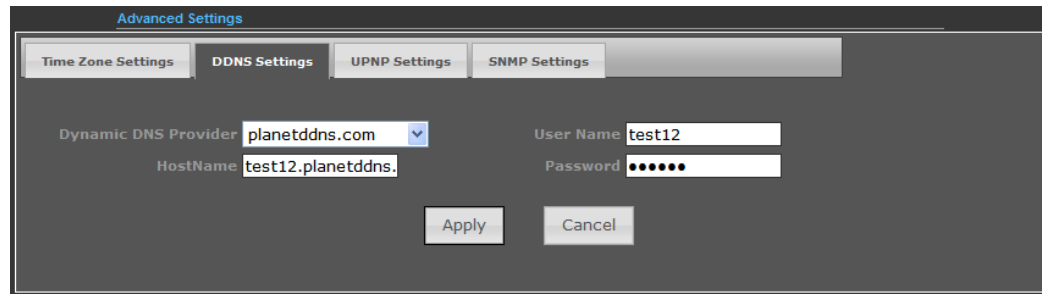 Advanced Settings
Time Zone Settings DDNS Settings UPNP Settings SNMP Settings
Dynamic DNS Provider planetddns.com User Name test12
HostName test12.planetddns. Password ••••••
Apply Cancel